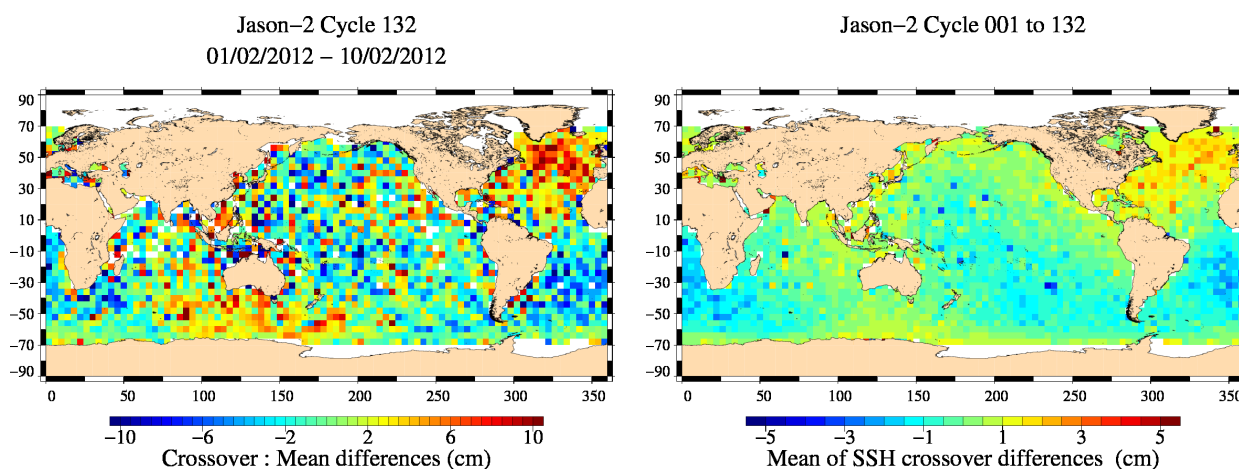 Jason−2 Cycle 132
01/02/2012 − 10/02/2012
90
70
50
30
10
−10
−30
−50
−70
−90
0 50 100 150 200 250 300 350
−10 −6 −2 2 6 10
Crossover : Mean differences (cm)
Jason−2 Cycle 001 to 132
90
70
50
30
10
−10
−30
−50
−70
−90
0 50 100 150 200 250 300 350
−5 −3 −1 1 3 5
Mean of SSH crossover differences (cm)